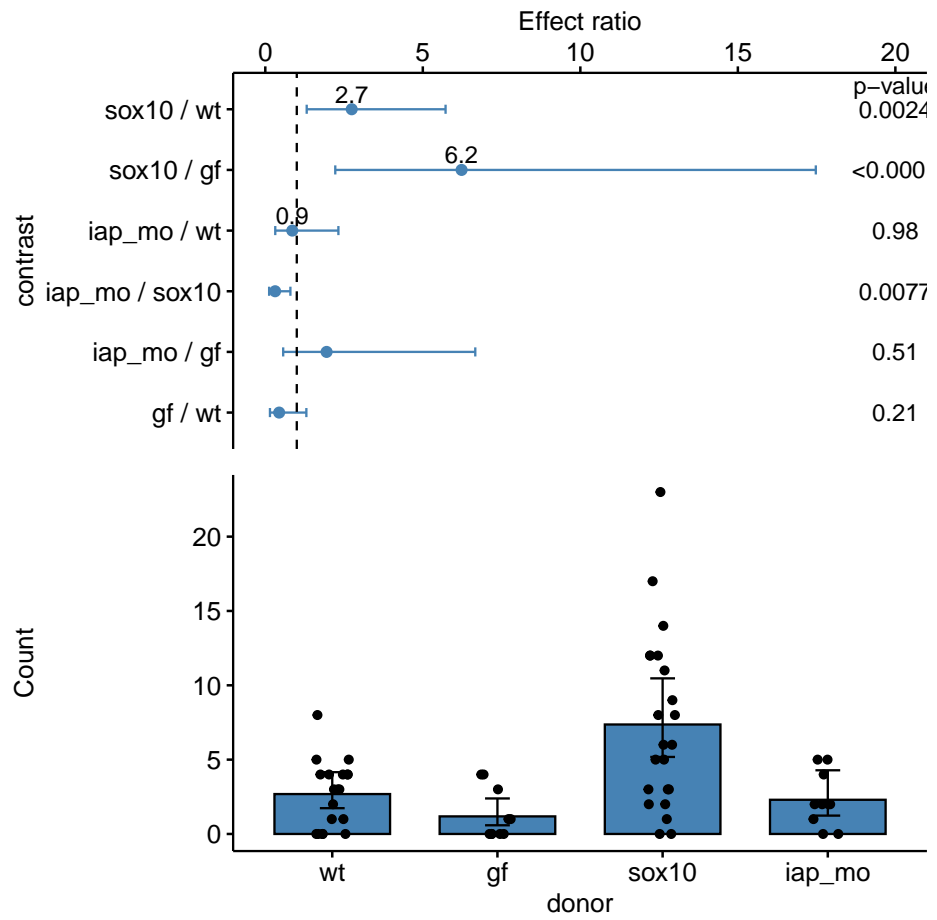 Effect ratio
0 5 10 15 20
p−value
sox10 / wt 2.7 0.0024
sox10 / gf 6.2 <0.000
iap_mo / wt 0.9 0.98
iap_mo / sox10 0.0077
iap_mo / gf 0.51
gf / wt 0.21
contrast
20
15
10
5
0
Count
wt gf sox10 iap_mo
donor